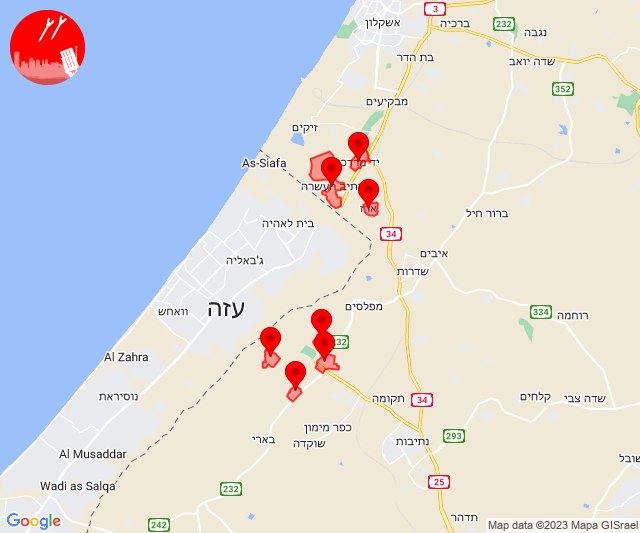 אשקלון
3
ברכיה
232
נגבה
בת הדר
שדה יואב
352
מבקיעים
זיקים
As-Siafa
יד מרדכי
נתיב העשרה
ארז
בית לאהיה
ברור חיל
34
איבים
ג'באליה
שדרות
מפלסים
עזה
וואחש
334
רוחמה
232
Al Zahra
נוסיראת
תקומה
34
קלחים
שדה צבי
כפר מימון
Al Musaddar
בארי
שוקדה
נתיבות
293
שובל
Wadi as Salqa
232
25
242
תדהר
Google
Map data ©2023 Mapa GISrael